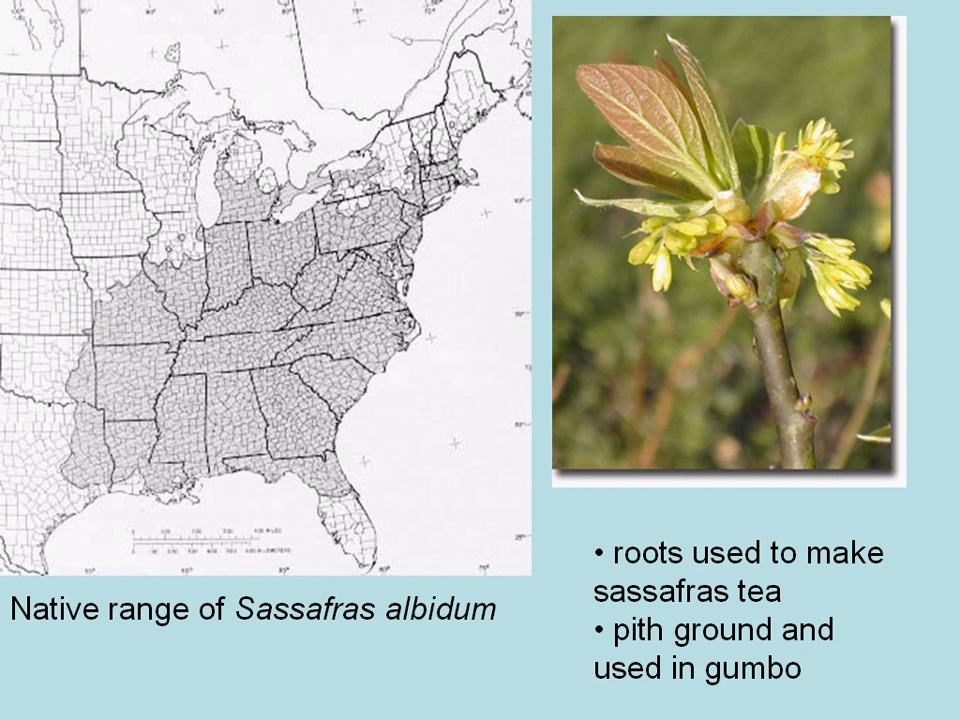 Native range of Sassafras albidum
• roots used to make
sassafras tea
• pith ground and
used in gumbo